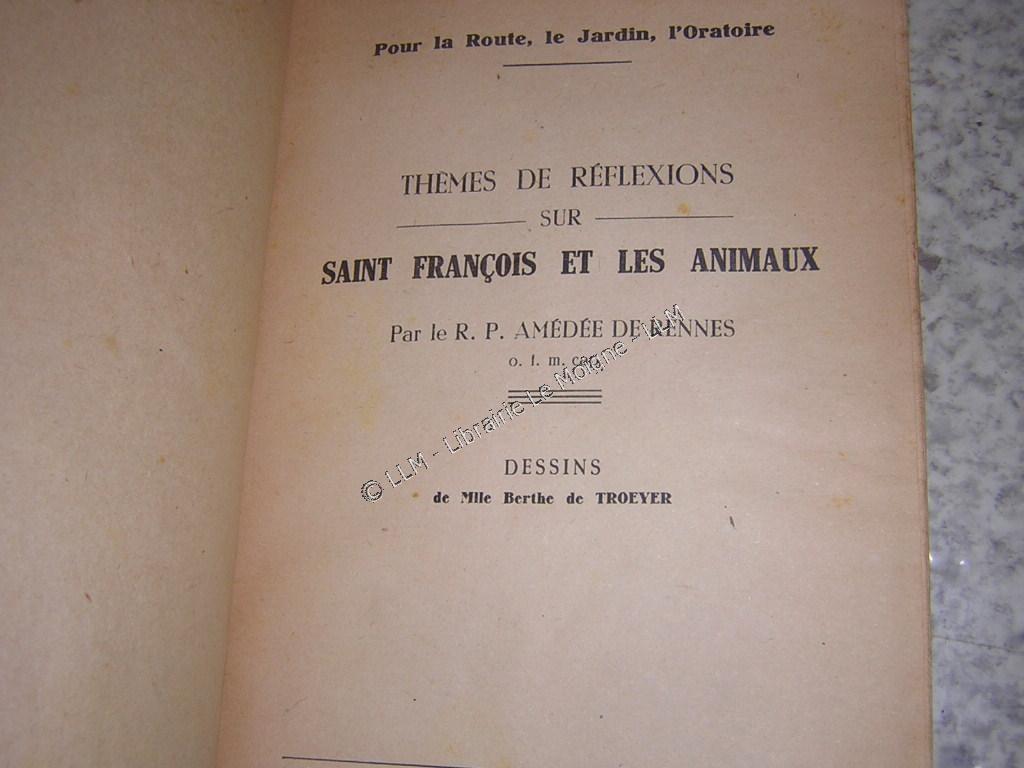 Pour la Route, le Jardin, l'Oratoire
THÈMES DE RÉFLEXIONS
SUR
SAINT FRANÇOIS ET LES ANIMAUX
Par le R. P. AMÉDÉE DE RENNES
o. f. m. cap.
DESSINS
de Mlle Berthe de TROEYER
© LLM - Librairie Le Moigne - LLM